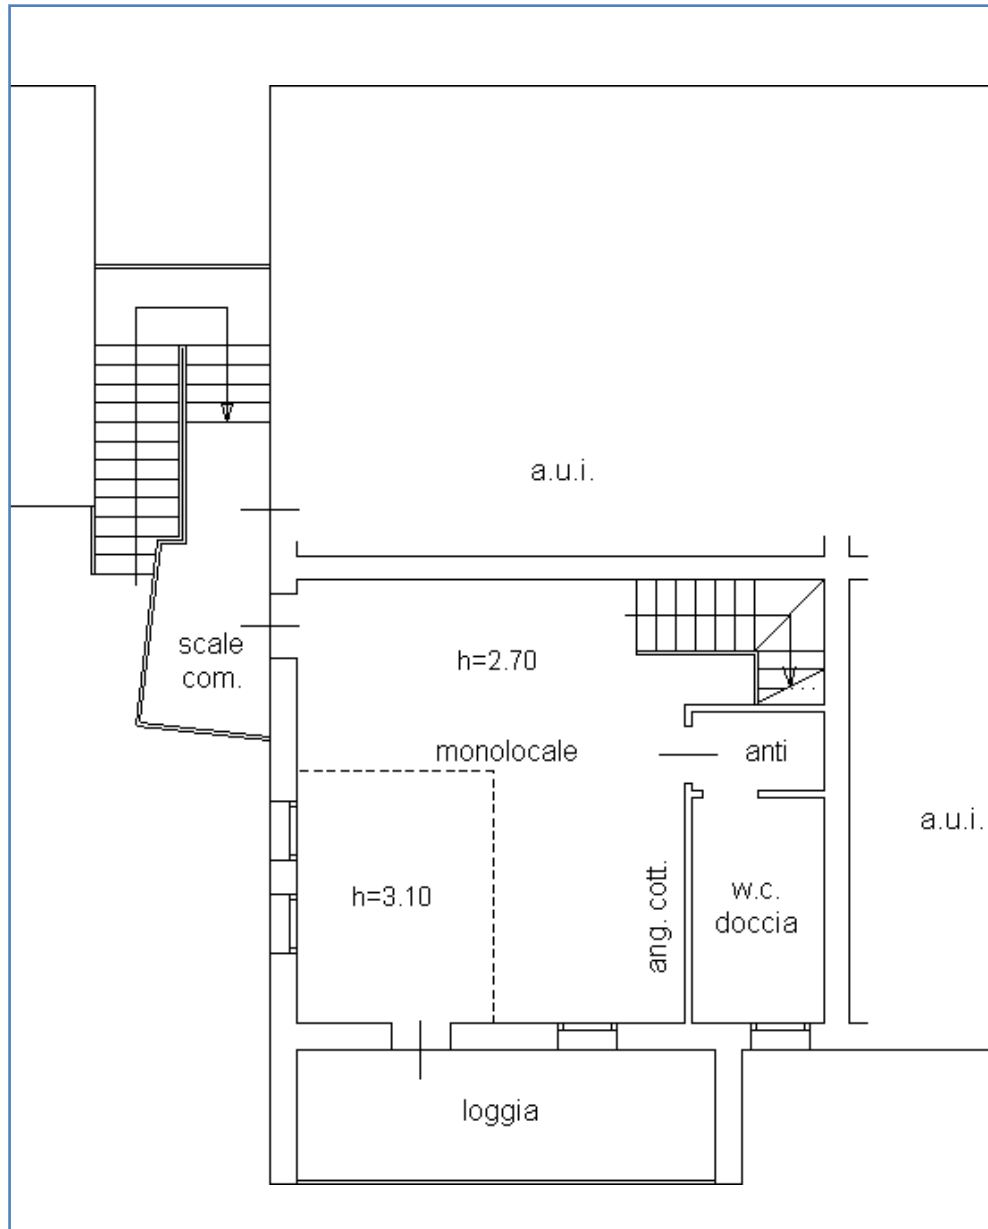 a.u.i.
scale
com.
h=2.70
monolocale
anti
a.u.i.
h=3.10
ang. cott.
w.c.
doccia
loggia